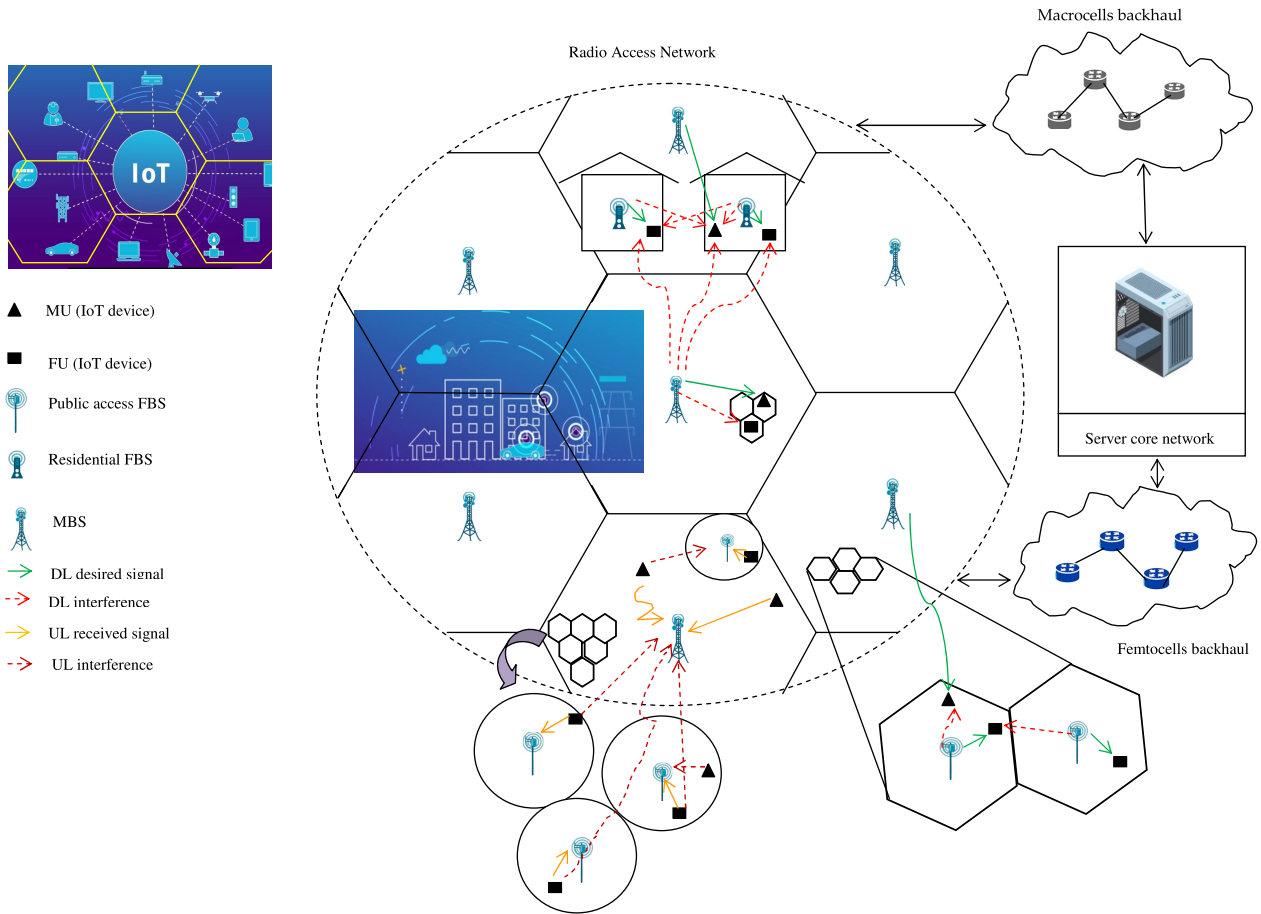 Macrocells backhaul
Radio Access Network
IoT
MU (IoT device)
FU (IoT device)
Public access FBS
Residential FBS
MBS
DL desired signal
DL interference
UL received signal
UL interference
Server core network
Femtocells backhaul